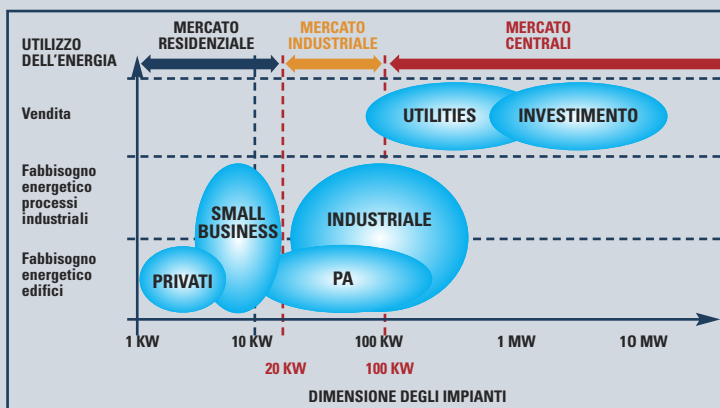 UTILIZZO
DELL'ENERGIA
MERCATO
RESIDENZIALE
MERCATO
INDUSTRIALE
MERCATO
CENTRALI
Vendita
UTILITIES
INVESTIMENTO
Fabbisogno
energetico
processi
industriali
SMALL
BUSINESS
INDUSTRIALE
Fabbisogno
energetico
edifici
PRIVATI
PA
1 KW
10 KW
100 KW
1 MW
10 MW
20 KW
100 KW
DIMENSIONE DEGLI IMPIANTI